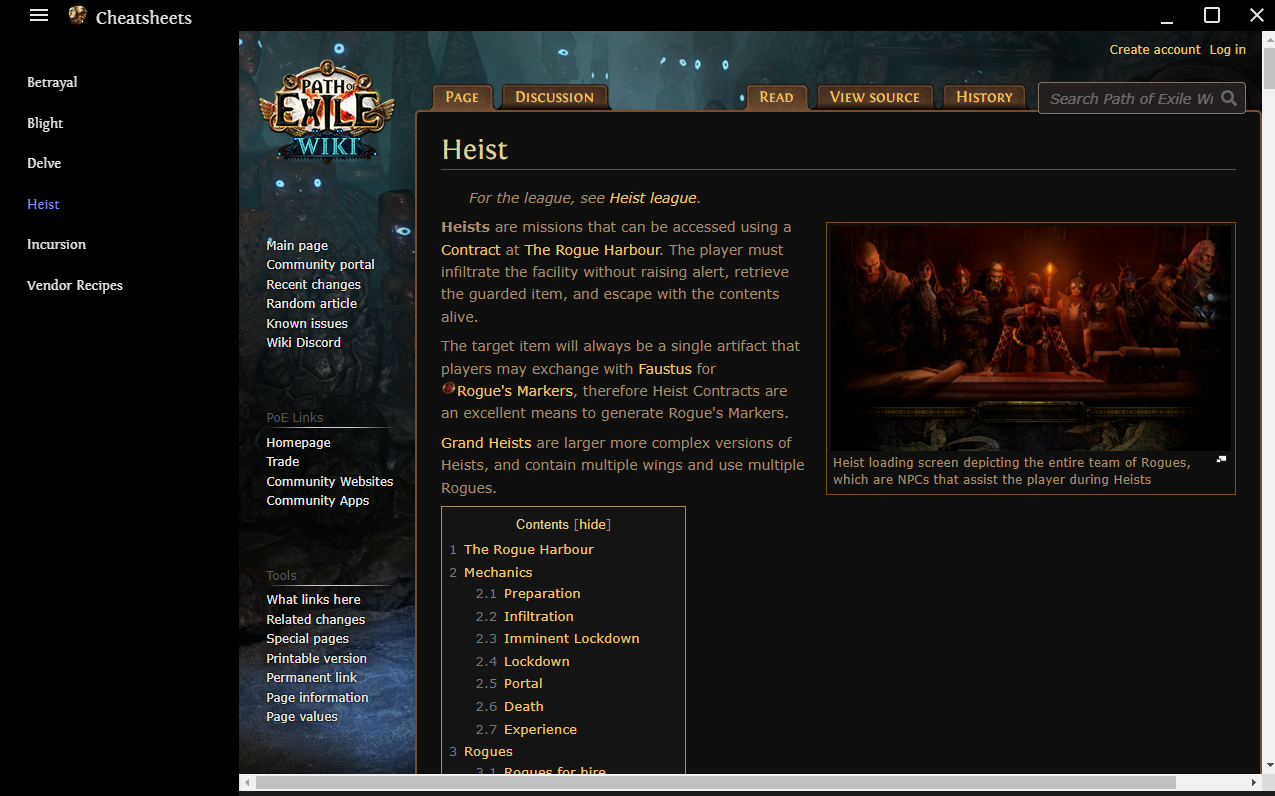 Cheatsheets
Betrayal
Blight
Delve
Heist
Incursion
Vendor Recipes
Create account Log in
PATH OF
EXILE
WIKI
Page Discussion Read View source History Search Path of Exile Wi
Main page
Community portal
Recent changes
Random article
Known issues
Wiki Discord
PoE Links
Homepage
Trade
Community Websites
Community Apps
Tools
What links here
Related changes
Special pages
Printable version
Permanent link
Page information
Page values
Heist
For the league, see Heist league.
Heists are missions that can be accessed using a
Contract at The Rogue Harbour. The player must
infiltrate the facility without raising alert, retrieve
the guarded item, and escape with the contents
alive.
The target item will always be a single artifact that
players may exchange with Faustus for
Rogue's Markers, therefore Heist Contracts are
an excellent means to generate Rogue's Markers.
Grand Heists are larger more complex versions of
Heists, and contain multiple wings and use multiple
Rogues.
Heist loading screen depicting the entire team of Rogues,
which are NPCs that assist the player during Heists
Contents [hide]
1 The Rogue Harbour
2 Mechanics
2.1 Preparation
2.2 Infiltration
2.3 Imminent Lockdown
2.4 Lockdown
2.5 Portal
2.6 Death
2.7 Experience
3 Rogues
3.1 Rogues for hire